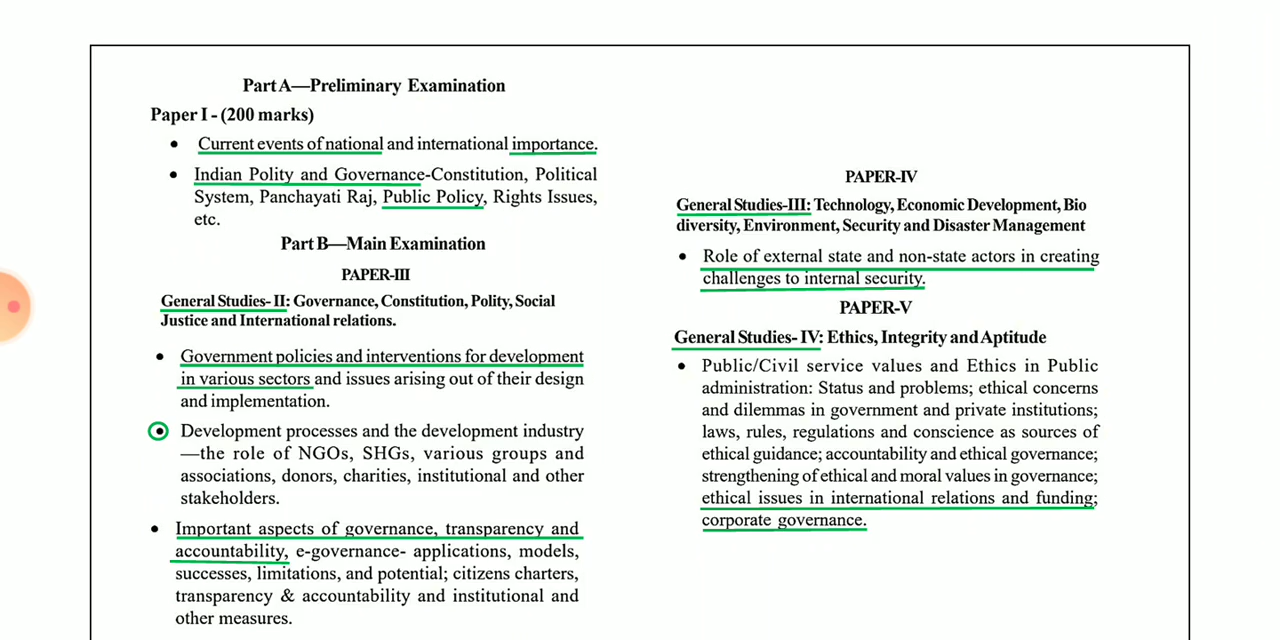 Part A—Preliminary Examination
Paper I - (200 marks)
• Current events of national and international importance.
• Indian Polity and Governance-Constitution, Political
System, Panchayati Raj, Public Policy, Rights Issues,
etc.
Part B—Main Examination
PAPER-III
General Studies- II: Governance, Constitution, Polity, Social
Justice and International relations.
• Government policies and interventions for development
in various sectors and issues arising out of their design
and implementation.
• Development processes and the development industry
—the role of NGOs, SHGs, various groups and
associations, donors, charities, institutional and other
stakeholders.
• Important aspects of governance, transparency and
accountability, e-governance- applications, models,
successes, limitations, and potential; citizens charters,
transparency & accountability and institutional and
other measures.
PAPER-IV
General Studies-III: Technology, Economic Development, Bio
diversity, Environment, Security and Disaster Management
• Role of external state and non-state actors in creating
challenges to internal security.
PAPER-V
General Studies- IV: Ethics, Integrity and Aptitude
• Public/Civil service values and Ethics in Public
administration: Status and problems; ethical concerns
and dilemmas in government and private institutions;
laws, rules, regulations and conscience as sources of
ethical guidance; accountability and ethical governance;
strengthening of ethical and moral values in governance;
ethical issues in international relations and funding;
corporate governance.